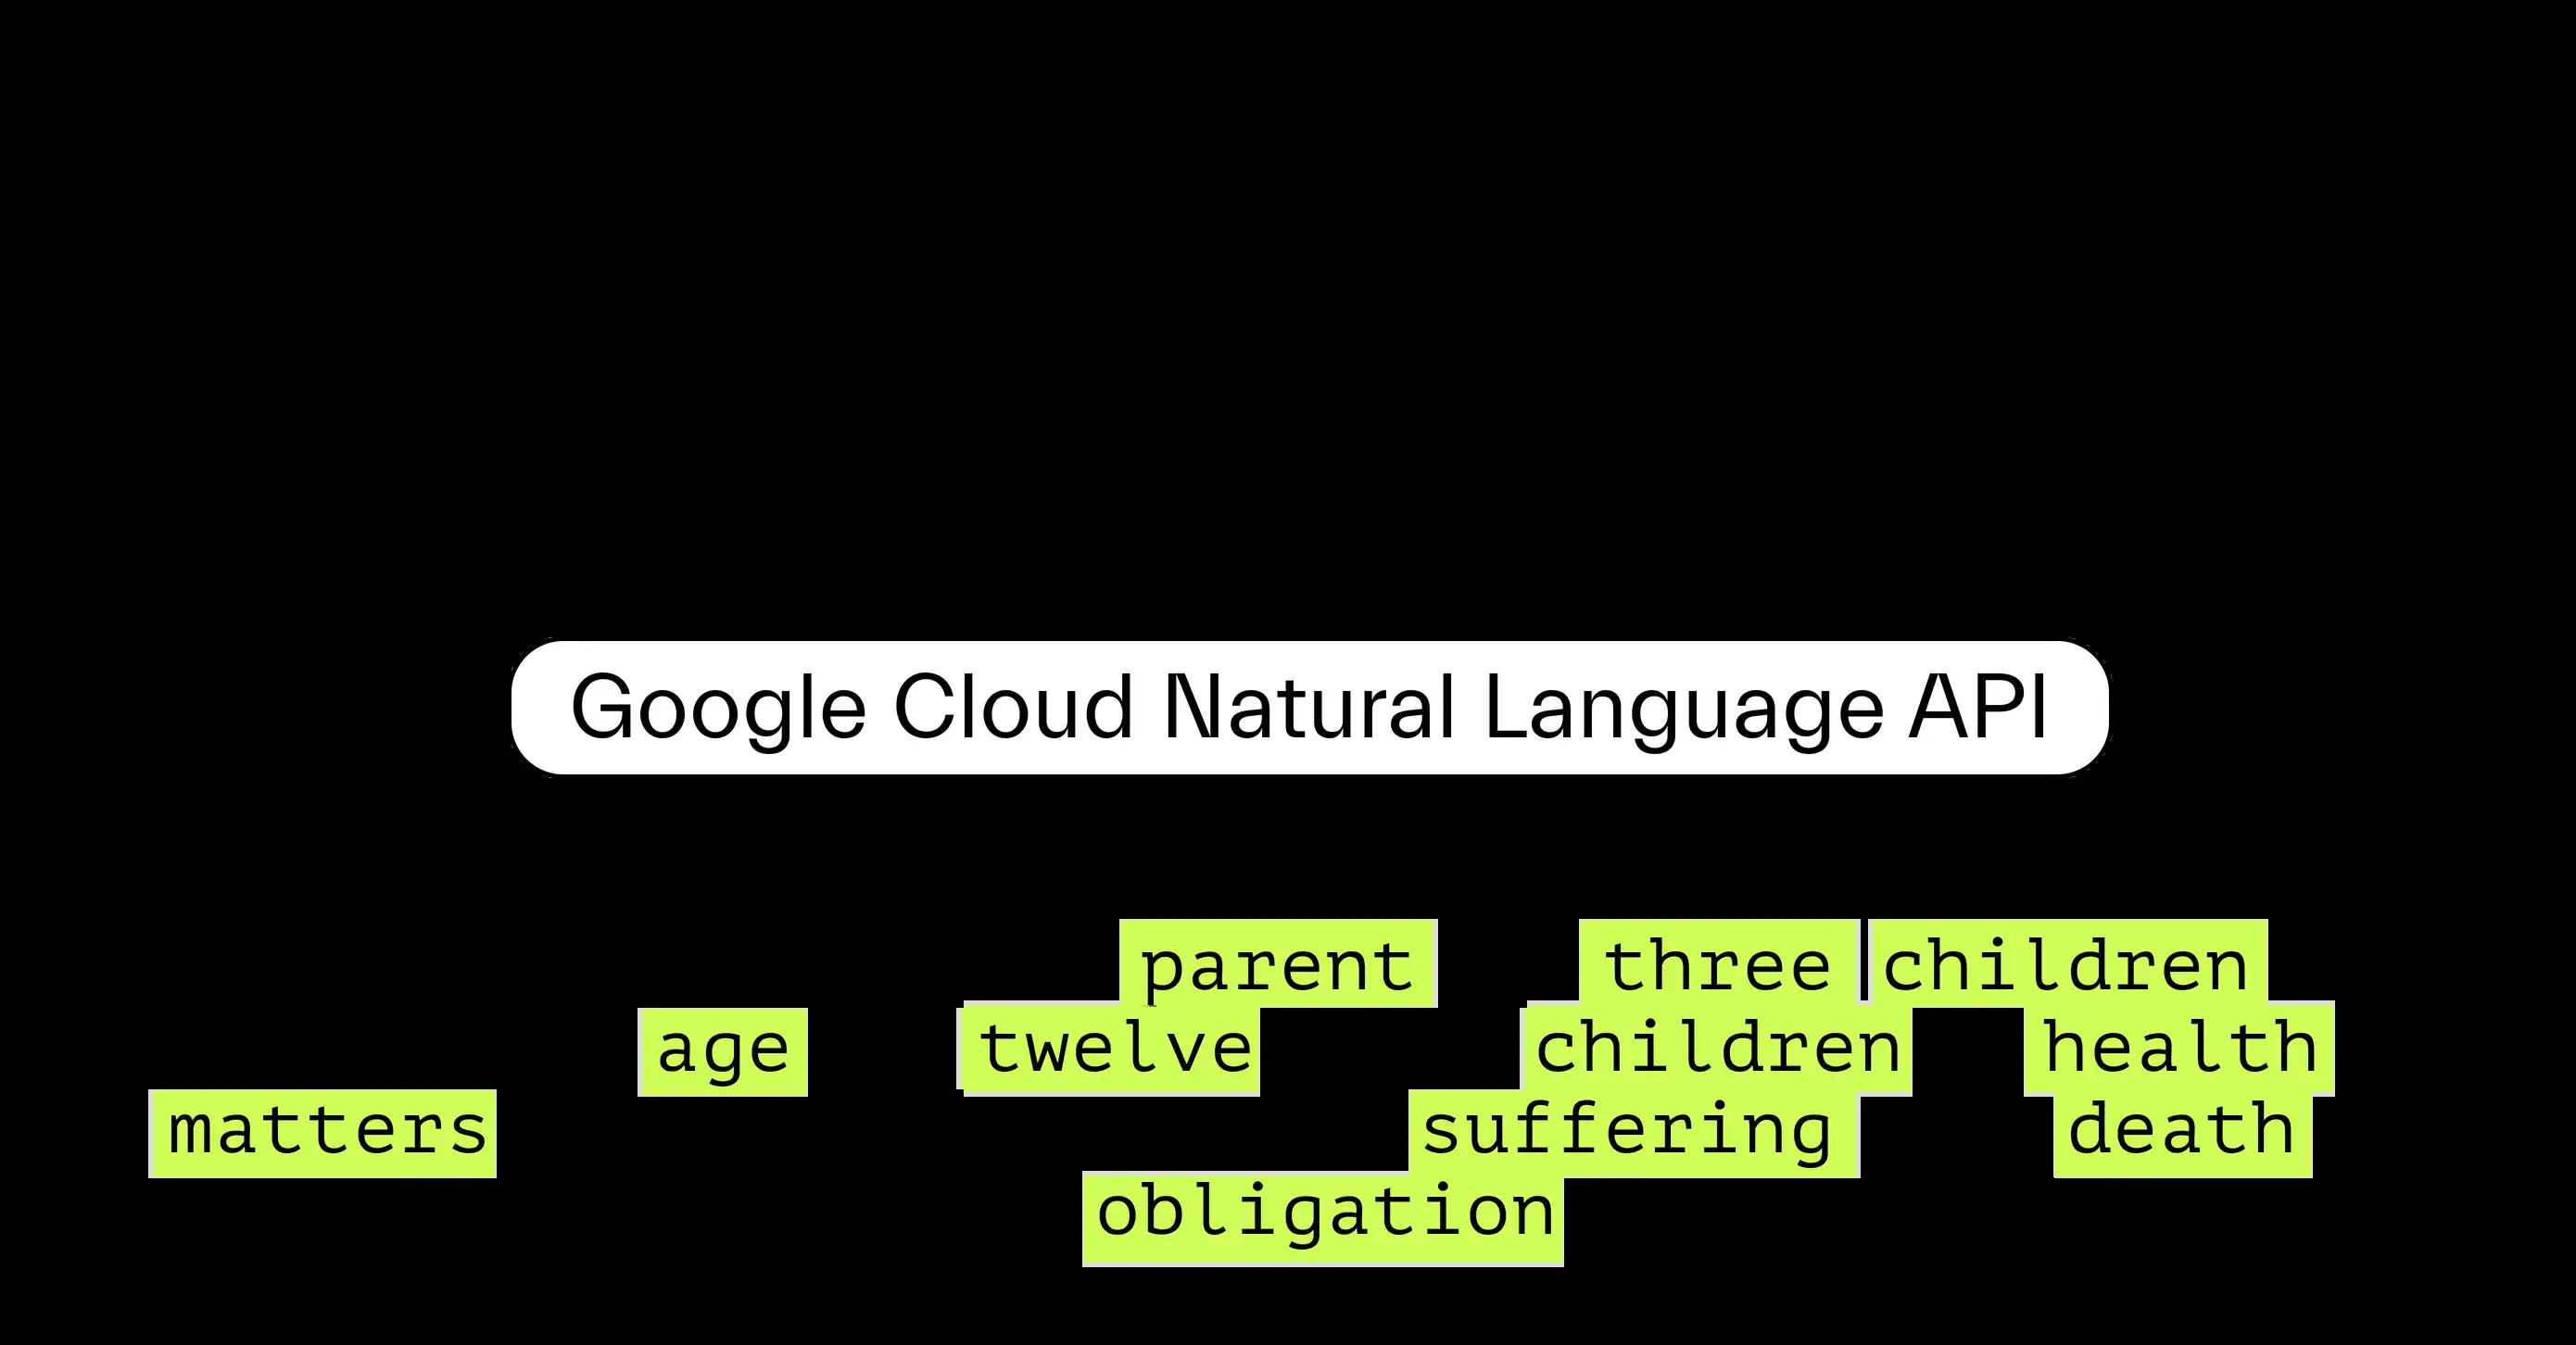 Google Cloud Natural Language API
parent three children
age twelve children health
matters suffering death
obligation